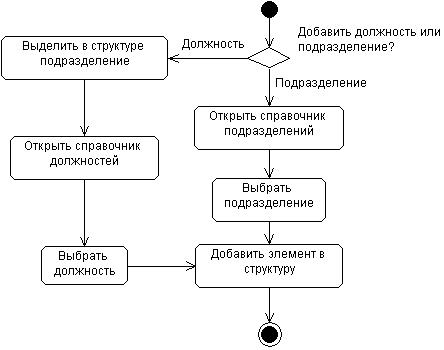 Добавить должность или
подразделение?
Должность
Выделить в структуре
подразделение
Подразделение
Открыть справочник
подразделений
Открыть справочник
должностей
Выбрать
подразделение
Выбрать
должность
Добавить элемент в
структуру